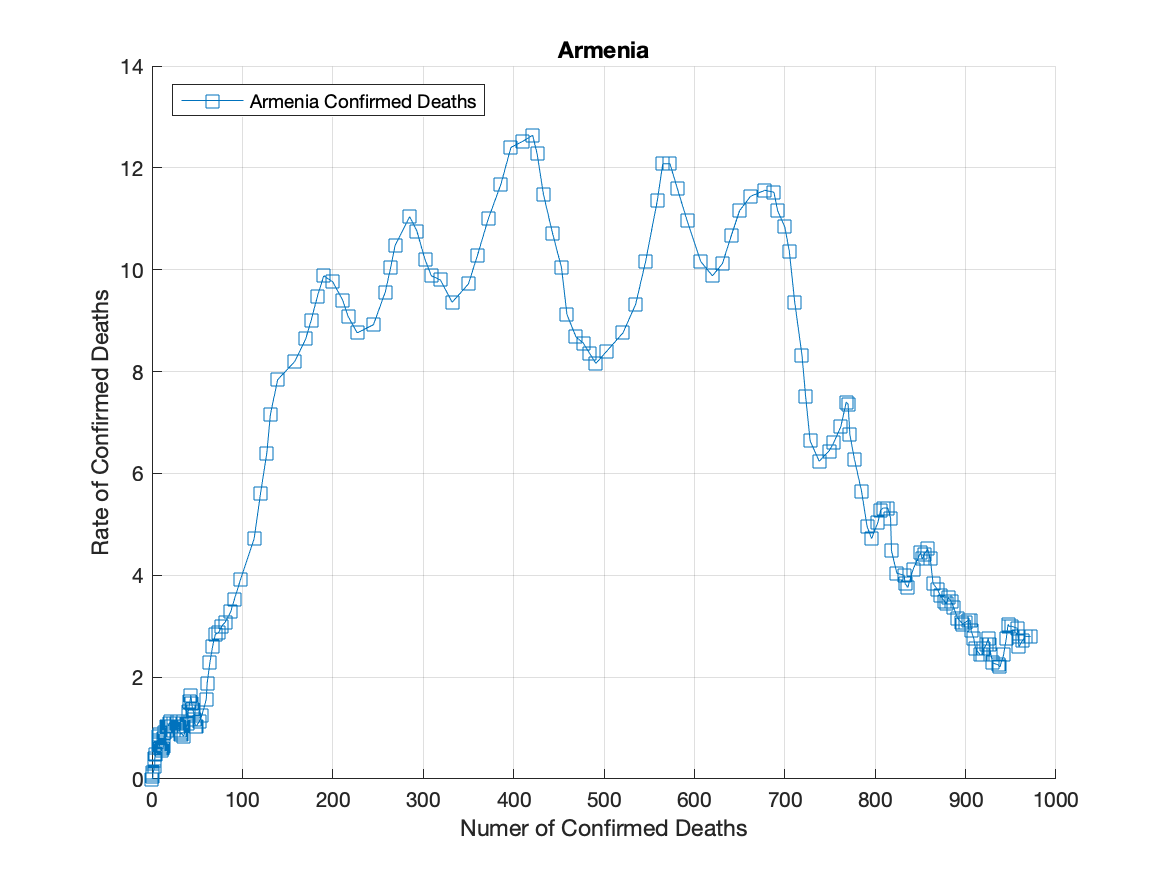 Armenia
14
Armenia Confirmed Deaths
12
10
8
6
4
2
0
Rate of Confirmed Deaths
0 100 200 300 400 500 600 700 800 900 1000
Numer of Confirmed Deaths